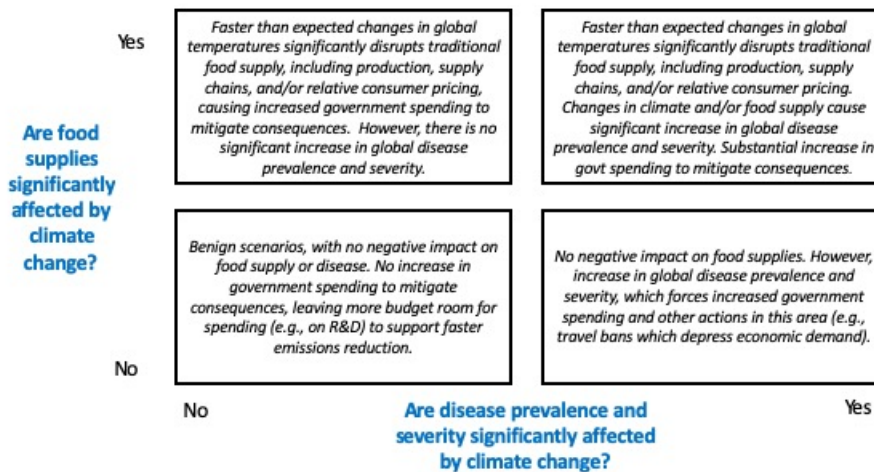 Yes
Faster than expected changes in global
temperatures significantly disrupts traditional
food supply, including production, supply
chains, and/or relative consumer pricing,
causing increased government spending to
mitigate consequences. However, there is no
significant increase in global disease
prevalence and severity.
Faster than expected changes in global
temperatures significantly disrupts traditional
food supply, including production, supply
chains, and/or relative consumer pricing.
Changes in climate and/or food supply cause
significant increase in global disease
prevalence and severity. Substantial increase in
govt spending to mitigate consequences.
Are food
supplies
significantly
affected by
climate
change?
Benign scenarios, with no negative impact on
food supply or disease. No increase in
government spending to mitigate
consequences, leaving more budget room for
spending (e.g., on R&D) to support faster
emissions reduction.
No negative impact on food supplies. However,
increase in global disease prevalence and
severity, which forces increased government
spending and other actions in this area (e.g.,
travel bans which depress economic demand).
No
No
Are disease prevalence and
severity significantly affected
by climate change?
Yes